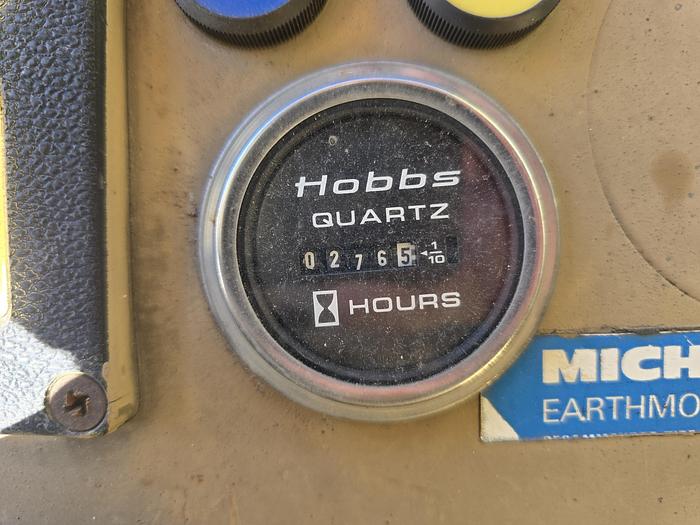 Hobbs
QUARTZ
02765 1/10
HOURS
MICH
EARTHMO